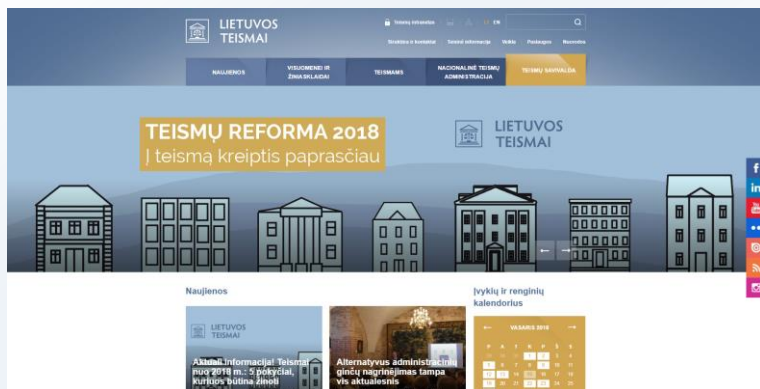 LIETUVOS
TEISMAI
Teismų intranetas
LT EN
Struktūra ir kontaktai Teisinė informacija Veikla Paslaugos Nuorodos
NAUJIENOS
VISUOMENEI IR
ŽINIASKLAIDAI
TEISMAMS
NACIONALINĖ TEISMŲ
ADMINISTRACIJA
TEISMŲ SAVIVALDA
TEISMŲ REFORMA 2018
Į teismą kreiptis paprasčiau
LIETUVOS
TEISMAI
Naujienos
LIETUVOS
TEISMAI
Aktuali informacija! Teismai
nuo 2018 m.: 5 pokyčiai,
kuriuos būtina žinoti
Alternatyvus administracinių
ginčų nagrinėjimas tampa
vis aktualesnis
Įvykių ir renginių
kalendorius
VASARIS 2018
P A T K P Š S